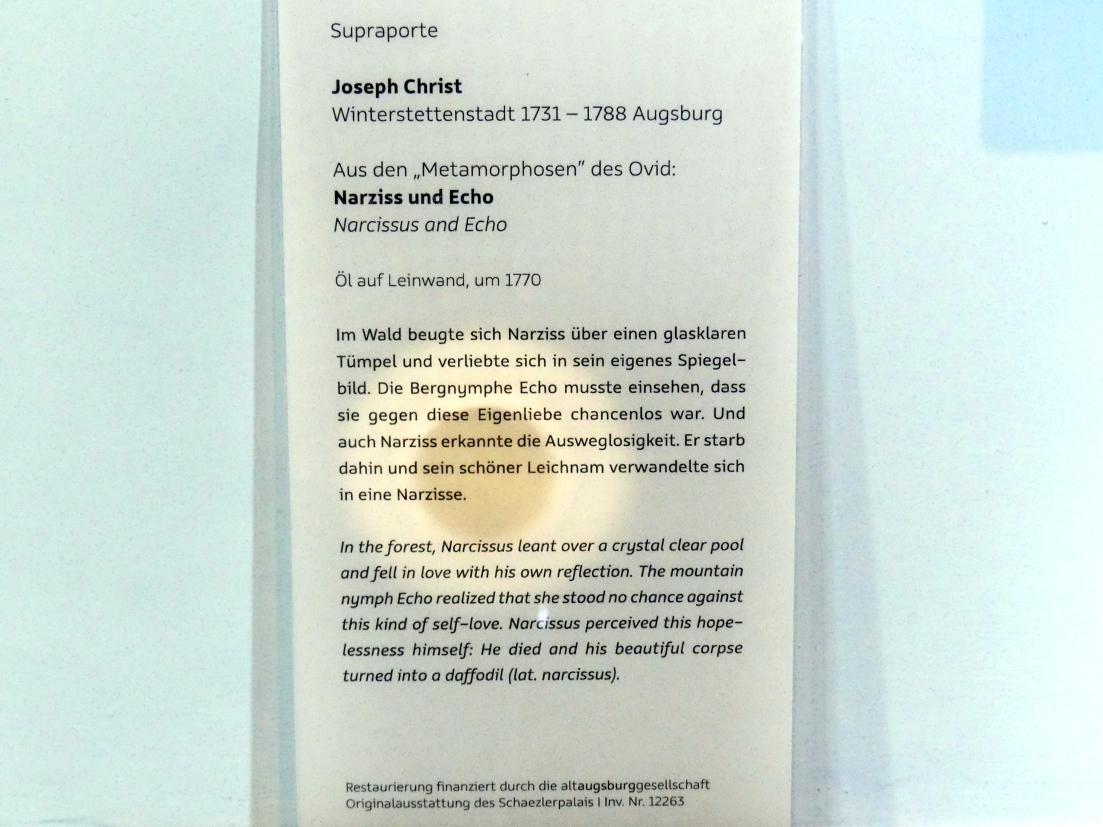 Supraporte
Joseph Christ
Winterstettenstadt 1731 – 1788 Augsburg
Aus den „Metamorphosen” des Ovid:
Narziss und Echo
Narcissus and Echo
Öl auf Leinwand, um 1770
Im Wald beugte sich Narziss über einen glasklaren
Tümpel und verliebte sich in sein eigenes Spiegel–
bild. Die Bergnymphe Echo musste einsehen, dass
sie gegen diese Eigenliebe chancenlos war. Und
auch Narziss erkannte die Ausweglosigkeit. Er starb
dahin und sein schöner Leichnam verwandelte sich
in eine Narzisse.
In the forest, Narcissus leant over a crystal clear pool
and fell in love with his own reflection. The mountain
nymph Echo realized that she stood no chance against
this kind of self–love. Narcissus perceived this hope–
lessness himself: He died and his beautiful corpse
turned into a daffodil (lat. narcissus).
Restaurierung finanziert durch die altaugsburggesellschaft
Originalausstattung des Schaezlerpalais I Inv. Nr. 12263